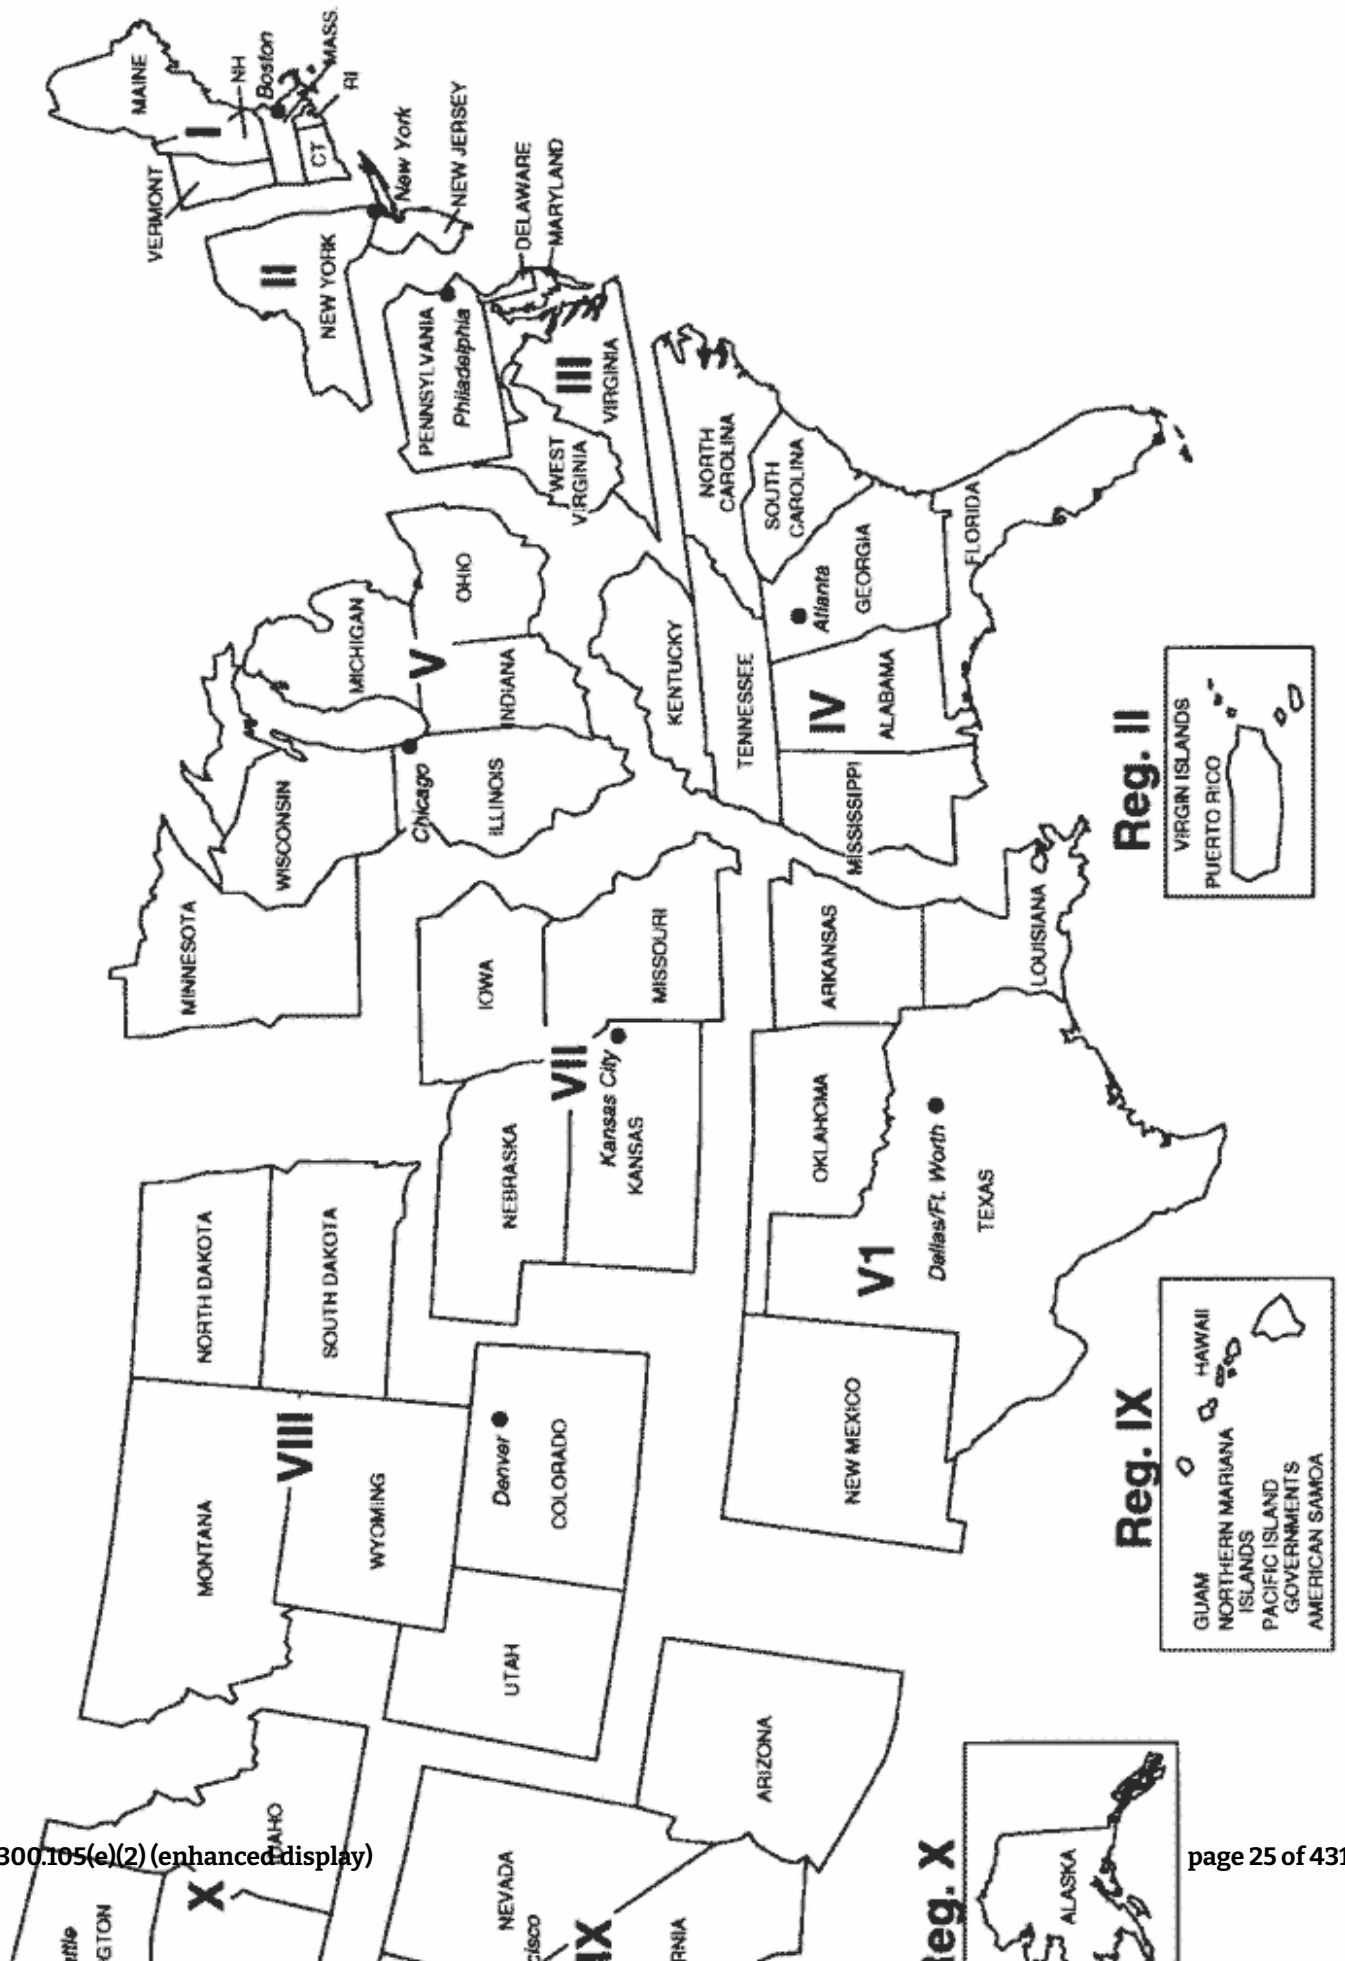 MAINE
VERMONT
NH
Boston
MASS.
RI
CT
I
NEW YORK
II
New York
NEW JERSEY
PENNSYLVANIA
Philadelphia
DELAWARE
MARYLAND
III
VIRGINIA
WEST
VIRGINIA
NORTH
CAROLINA
SOUTH
CAROLINA
GEORGIA
Atlanta
FLORIDA
ALABAMA
IV
MISSISSIPPI
TENNESSEE
KENTUCKY
OHIO
MICHIGAN
V
INDIANA
ILLINOIS
Chicago
WISCONSIN
MINNESOTA
IOWA
MISSOURI
VII
Kansas City
KANSAS
NEBRASKA
ARKANSAS
LOUISIANA
OKLAHOMA
Dallas/Ft. Worth
TEXAS
V1
NEW MEXICO
NORTH DAKOTA
SOUTH DAKOTA
VIII
MONTANA
WYOMING
Denver
COLORADO
UTAH
ARIZONA
NEVADA
IX
cisco
RNIA
IDAHO
X
ttle
GTON
Reg. II
VIRGIN ISLANDS
PUERTO RICO
Reg. IX
HAWAII
GUAM
NORTHERN MARIANA
ISLANDS
PACIFIC ISLAND
GOVERNMENTS
AMERICAN SAMOA
Reg. X
ALASKA
300.105(e)(2) (enhanced display)
page 25 of 431